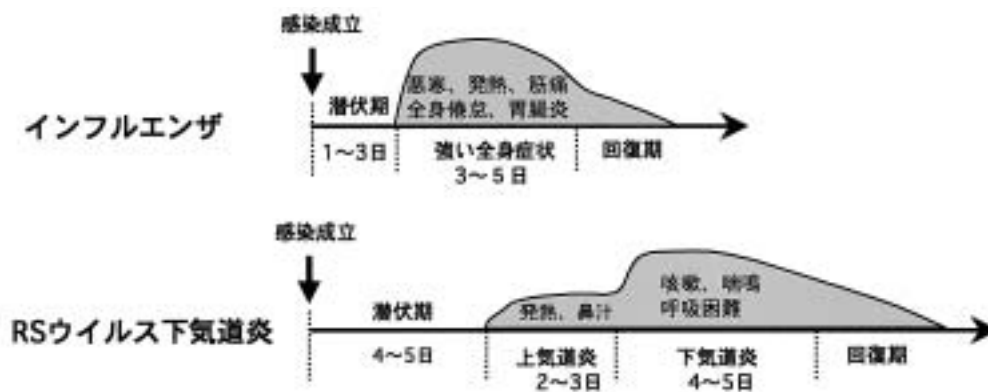 感染成立
悪寒、発熱、筋痛
全身倦怠、胃腸炎
潜伏期
インフルエンザ
1〜3日
強い全身症状
3〜5日
回復期
感染成立
咳嗽、喘鳴
呼吸困難
発熱、鼻汁
潜伏期
RSウイルス下気道炎
4〜5日
上気道炎
2〜3日
下気道炎
4〜5日
回復期